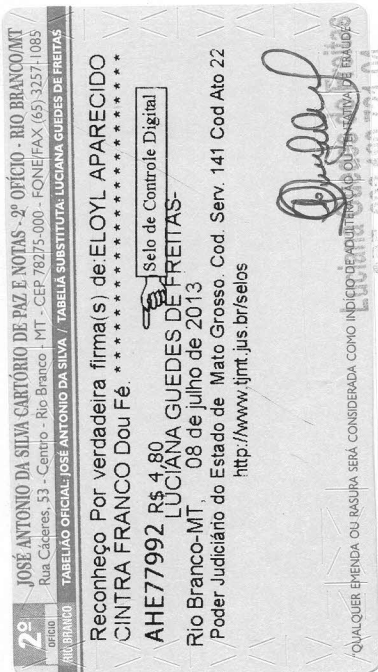 2º
OFÍCIO
RIO BRANCO
JOSÉ ANTONIO DA SILVA CARTÓRIO DE PAZ E NOTAS - 2º OFÍCIO - RIO BRANCO/MT
Rua Cáceres, 53 - Centro - Rio Branco - MT - CEP 78275-000 - FONE/FAX (65) 3257-1085
TABELIÃO OFICIAL: JOSÉ ANTONIO DA SILVA / TABELIÃ SUBSTITUTA: LUCIANA GUEDES DE FREITAS
Reconheço Por verdadeira firma(s) de:ELOYL APARECIDO
CINTRA FRANCO Dou Fé. ********************************
AHE77992 R$ 4,80
Selo de Controle Digital
LUCIANA GUEDES DE FREITAS-
Rio Branco-MT, 08 de julho de 2013
Poder Judiciário do Estado de Mato Grosso. Cod. Serv. 141 Cod Ato 22
http://www.tjmt.jus.br/selos
"QUALQUER EMENDA OU RASURA SERÁ CONSIDERADA COMO INDÍCIO DE ADULTERAÇÃO OU TENTATIVA DE FRAUDE"
Luciana Guedes de Freitas